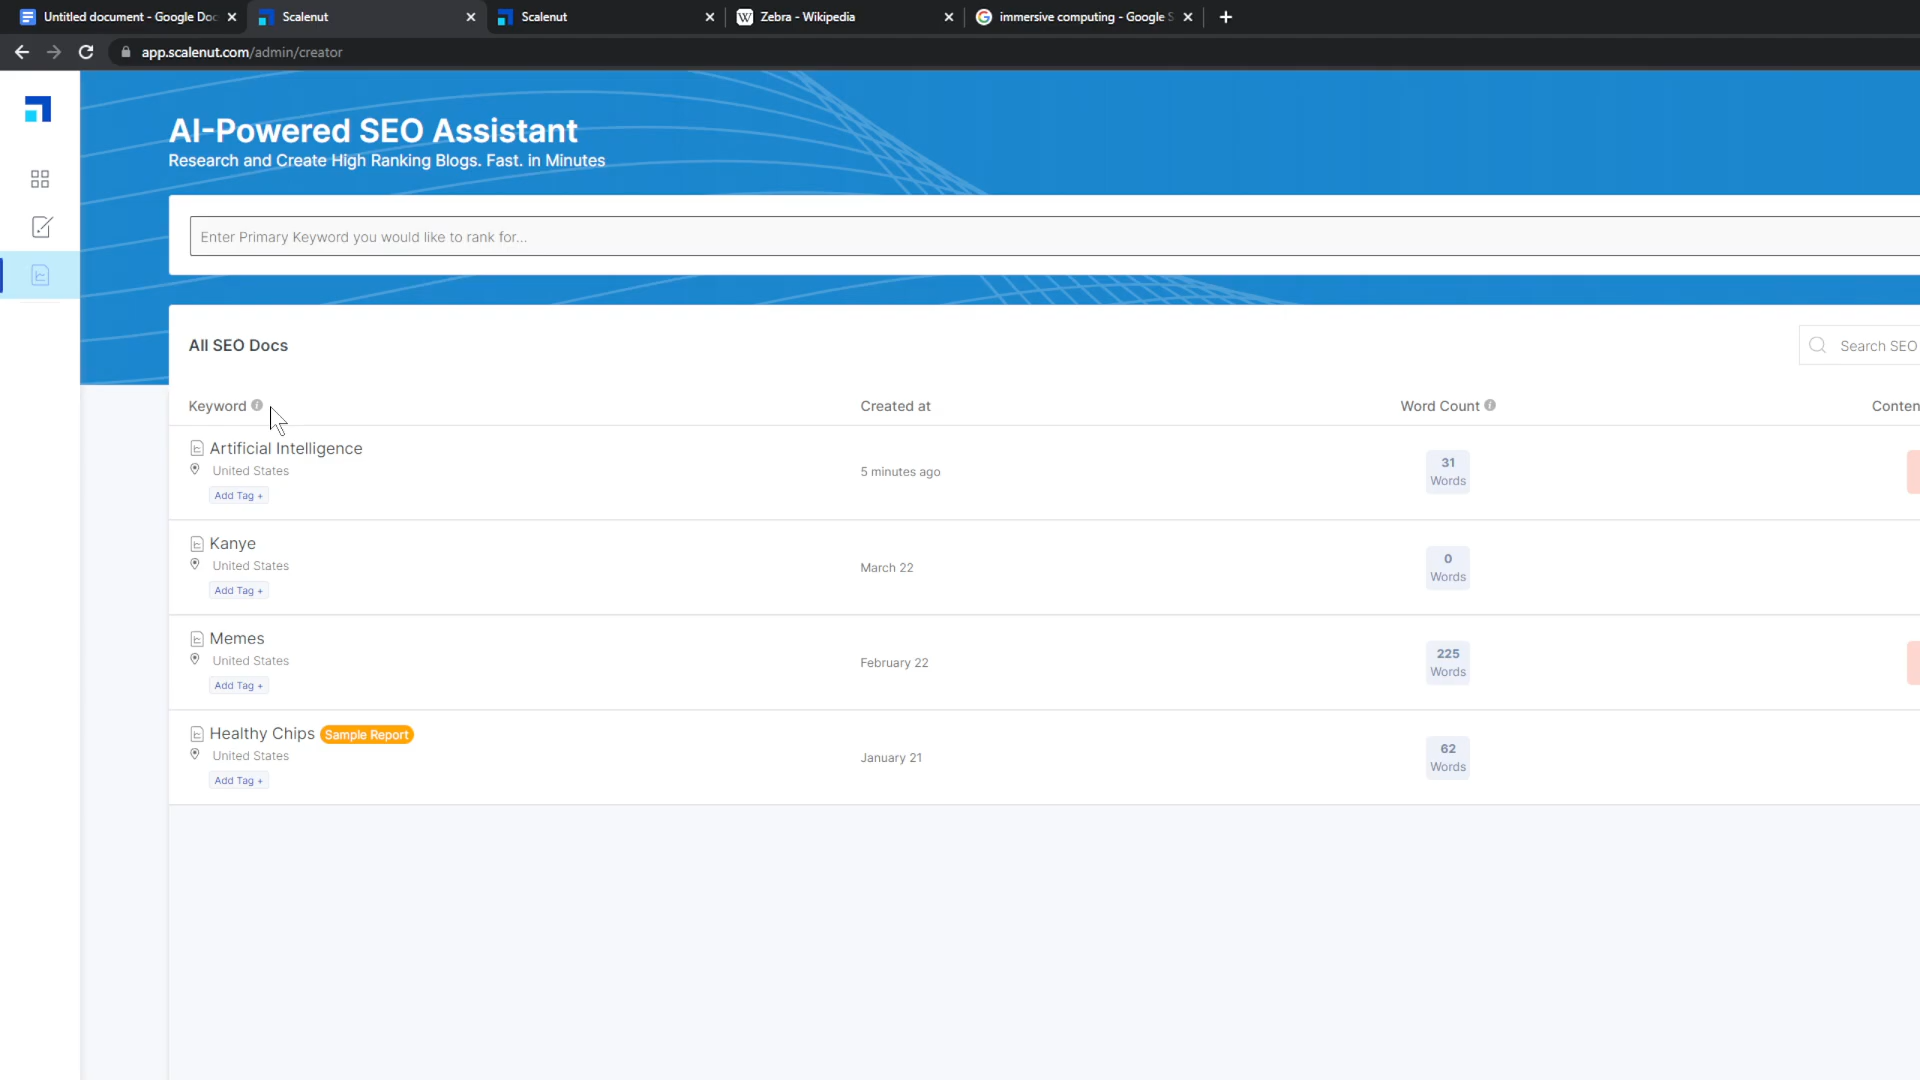 Untitled document - Google Doc
Scalenut
Scalenut
Zebra - Wikipedia
immersive computing - Google S
app.scalenut.com/admin/creator
AI-Powered SEO Assistant
Research and Create High Ranking Blogs. Fast. in Minutes
Enter Primary Keyword you would like to rank for...
All SEO Docs
Search SEO
Keyword
Created at
Word Count
Conten
Artificial Intelligence
United States
Add Tag +
5 minutes ago
31
Words
Kanye
United States
Add Tag +
March 22
0
Words
Memes
United States
Add Tag +
February 22
225
Words
Healthy Chips Sample Report
United States
Add Tag +
January 21
62
Words